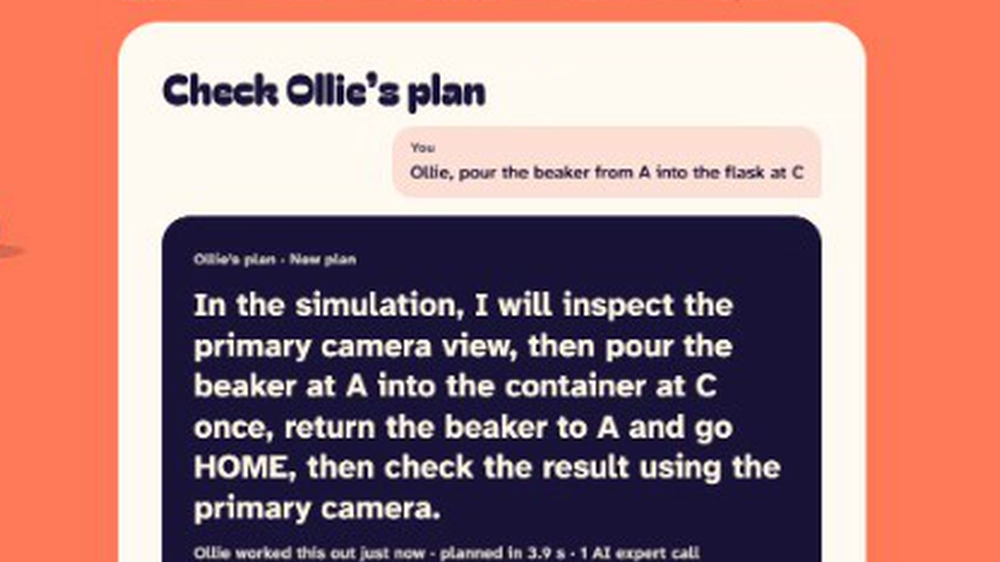 Check Ollie's plan
You
Ollie, pour the beaker from A into the flask at C
Ollie's plan · New plan
In the simulation, I will inspect the
primary camera view, then pour the
beaker at A into the container at C
once, return the beaker to A and go
HOME, then check the result using the
primary camera.
Ollie worked this out just now · planned in 3.9 s · 1 AI expert call